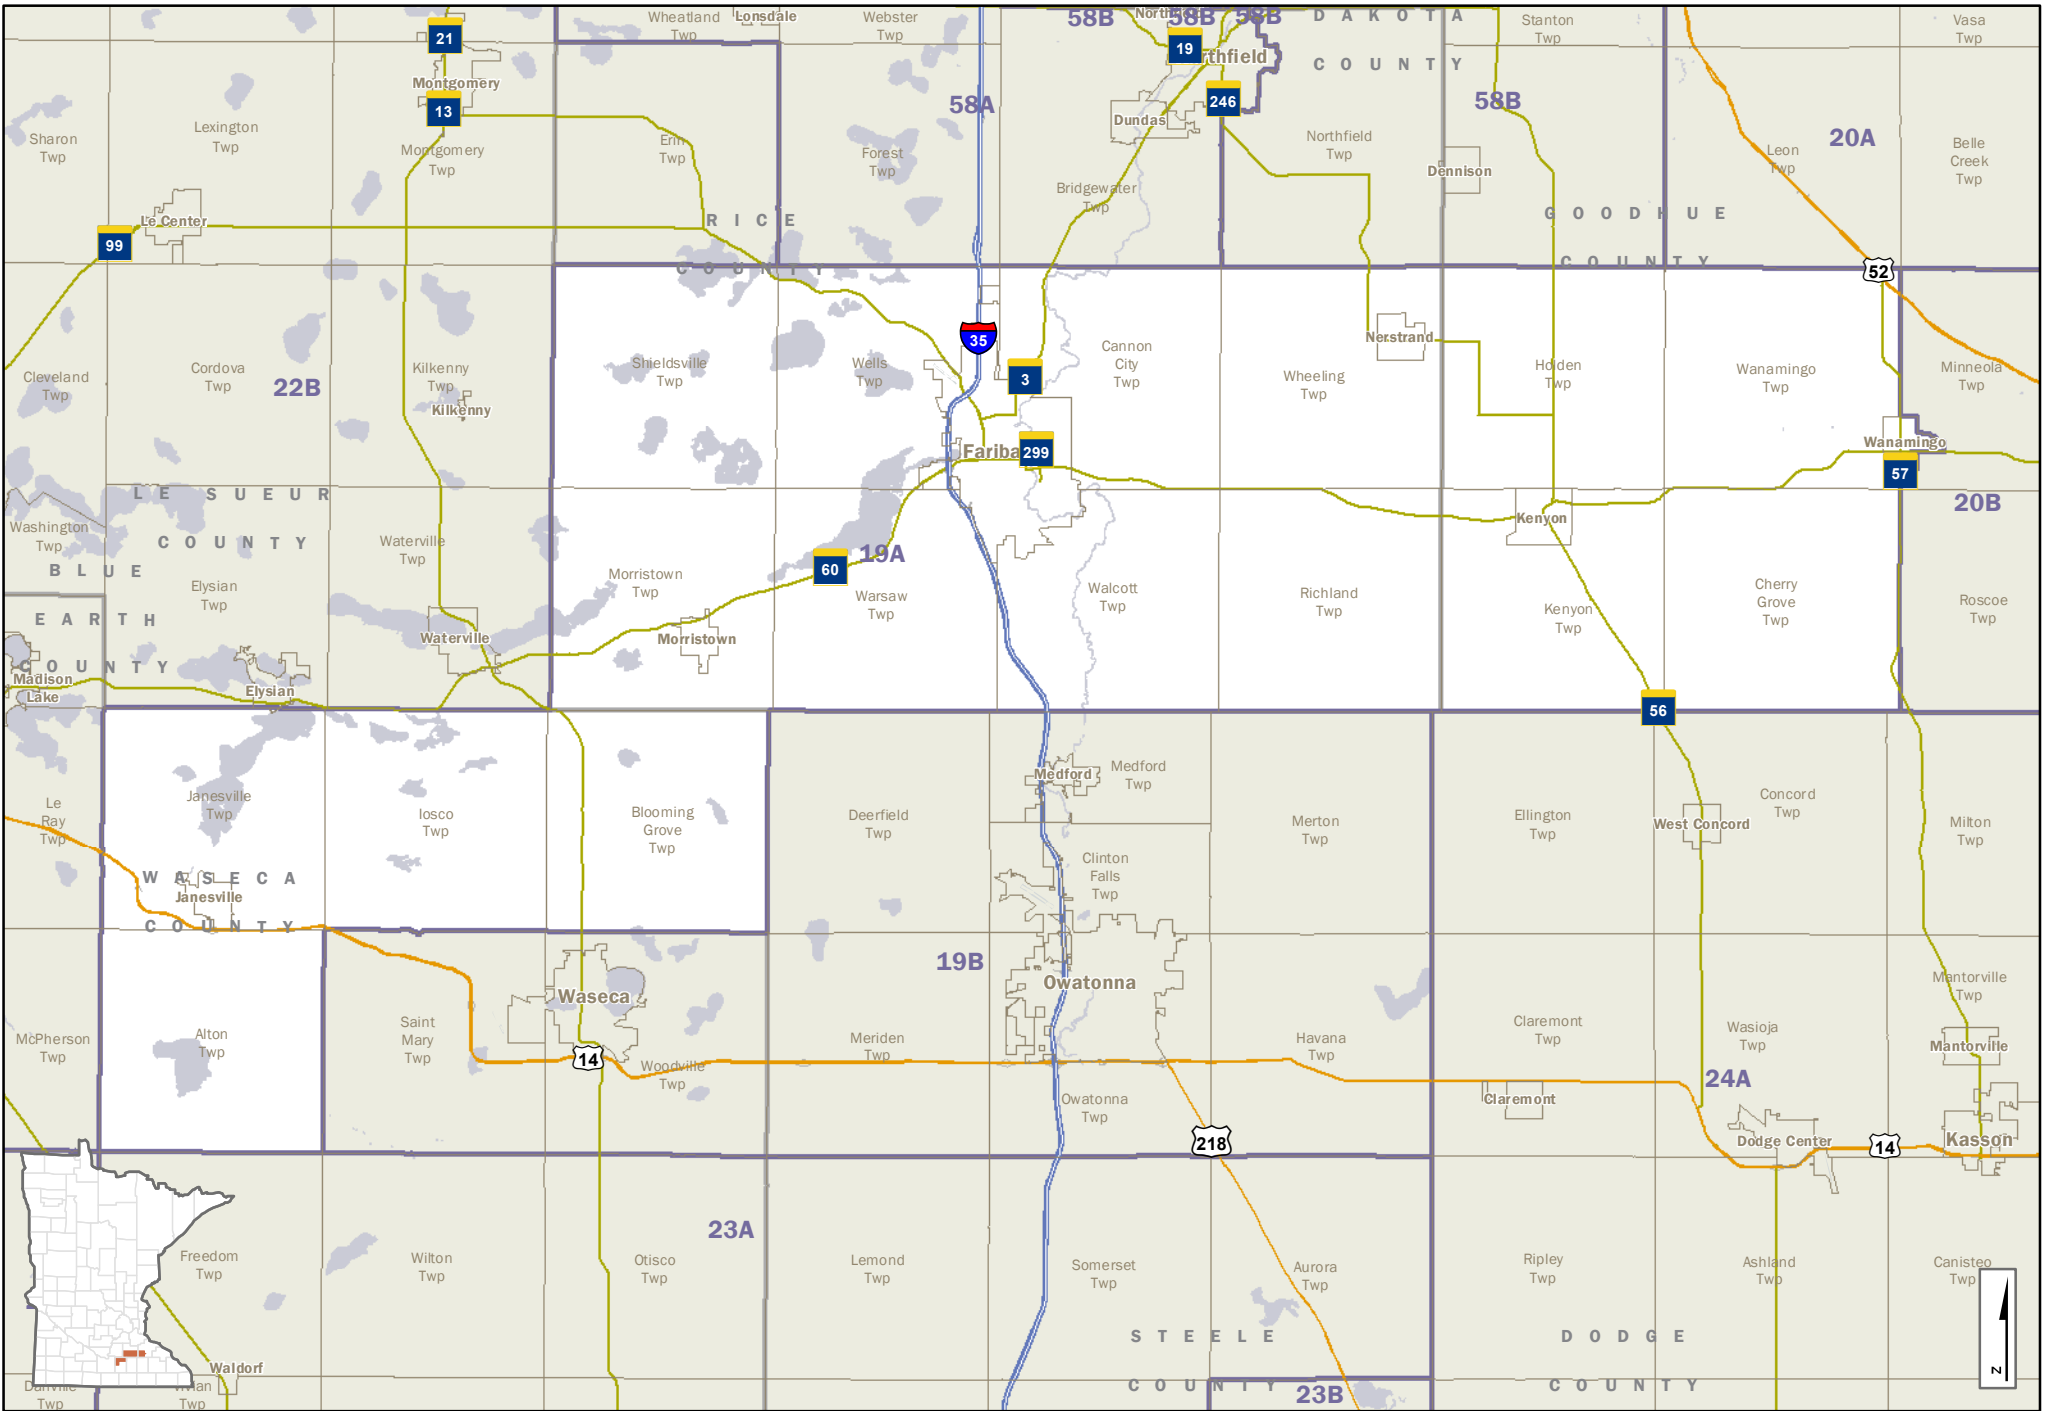 Wheatland
Twp
Lonsdale
Webster
Twp
58B
58B
58B
D A K O T A
C O U N T Y
Stanton
Twp
Vasa
Twp
21
Montgomery
13
19
rthfield
246
58A
58B
Sharon
Twp
Lexington
Twp
Montgomery
Twp
Erin
Twp
Forest
Twp
Dundas
Northfield
Twp
Dennison
20A
Leon
Twp
Belle
Creek
Twp
Bridgewater
Twp
Le Center
99
R I C E
C O U N T Y
G O O D H U E
C O U N T Y
52
35
Cleveland
Twp
Cordova
Twp
22B
Kilkenny
Twp
Kilkenny
Shieldsville
Twp
Wells
Twp
3
Cannon
City
Twp
Wheeling
Twp
Nerstrand
Holden
Twp
Wanamingo
Twp
Minneola
Twp
Fariba
299
Wanamingo
57
20B
L E   S U E U R
C O U N T Y
Washington
Twp
Waterville
Twp
B L U E
E A R T H
C O U N T Y
Elysian
Twp
Kenyon
60
19A
Morristown
Twp
Warsaw
Twp
Walcott
Twp
Richland
Twp
Kenyon
Twp
Cherry
Grove
Twp
Roscoe
Twp
Waterville
Morristown
Madison
Lake
Elysian
56
Le
Ray
Twp
Janesville
Twp
Iosco
Twp
Blooming
Grove
Twp
Deerfield
Twp
Medford
Medford
Twp
Merton
Twp
Ellington
Twp
West Concord
Concord
Twp
Milton
Twp
Clinton
Falls
Twp
W A S E C A
C O U N T Y
Janesville
19B
Owatonna
Waseca
McPherson
Twp
Alton
Twp
Saint
Mary
Twp
14
Woodville
Twp
Meriden
Twp
Havana
Twp
Claremont
Twp
Wasioja
Twp
Mantorville
Twp
Mantorville
24A
Owatonna
Twp
Claremont
218
Dodge Center
14
Kasson
23A
Freedom
Twp
Wilton
Twp
Otisco
Twp
Lemond
Twp
Somerset
Twp
Aurora
Twp
Ripley
Twp
Ashland
Twp
Canisteo
Twp
S T E E L E
C O U N T Y
D O D G E
C O U N T Y
Waldorf
Twp
Twp
23B
N